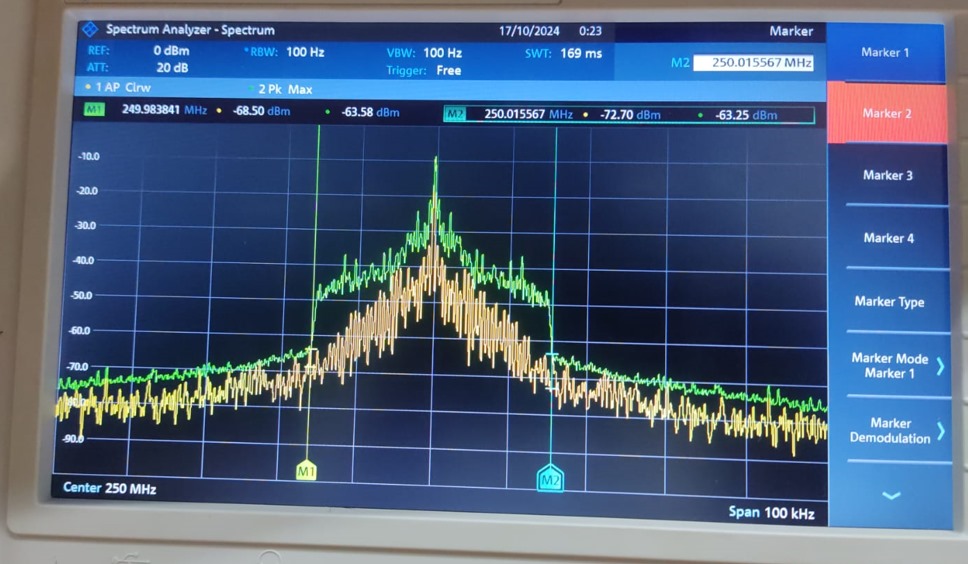 Spectrum Analyzer - Spectrum 17/10/2024 0:23 Marker
REF: 0 dBm *RBW: 100 Hz VBW: 100 Hz SWT: 169 ms
ATT: 20 dB Trigger: Free
M2 250.015567 MHz
1 AP Clrw 2 Pk Max
M1 249.983841 MHz -68.50 dBm -63.58 dBm M2 250.015567 MHz -72.70 dBm -63.25 dBm
-10.0
-20.0
-30.0
-40.0
-50.0
-60.0
-70.0
-80.0
-90.0
M1 M2
Center 250 MHz Span 100 kHz
Marker 1
Marker 2
Marker 3
Marker 4
Marker Type
Marker Mode
Marker 1
Marker
Demodulation